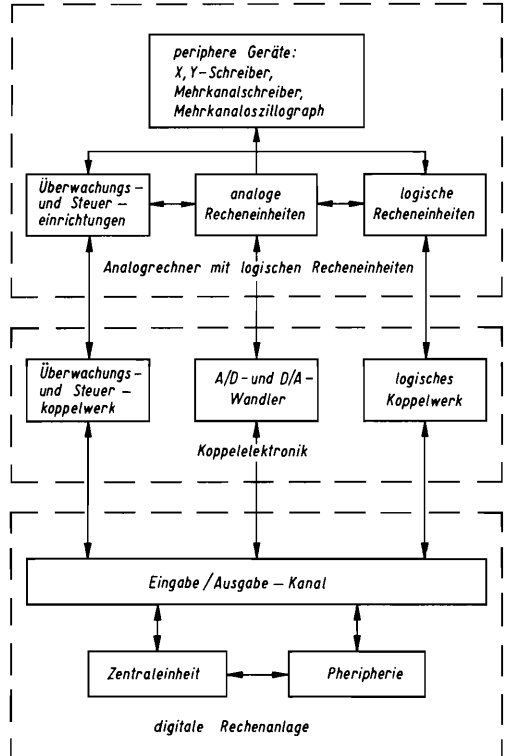 periphere Geräte:
X, Y-Schreiber,
Mehrkanalschreiber,
Mehrkanaloszillograph
Überwachungs-
und Steuer-
einrichtungen
analoge
Recheneinheiten
logische
Recheneinheiten
Analogrechner mit logischen Recheneinheiten
Überwachungs-
und Steuer-
koppelwerk
A/D- und D/A-
Wandler
logisches
Koppelwerk
Koppelelektronik
Eingabe/Ausgabe-Kanal
Zentraleinheit
Pheripherie
digitale Rechenanlage